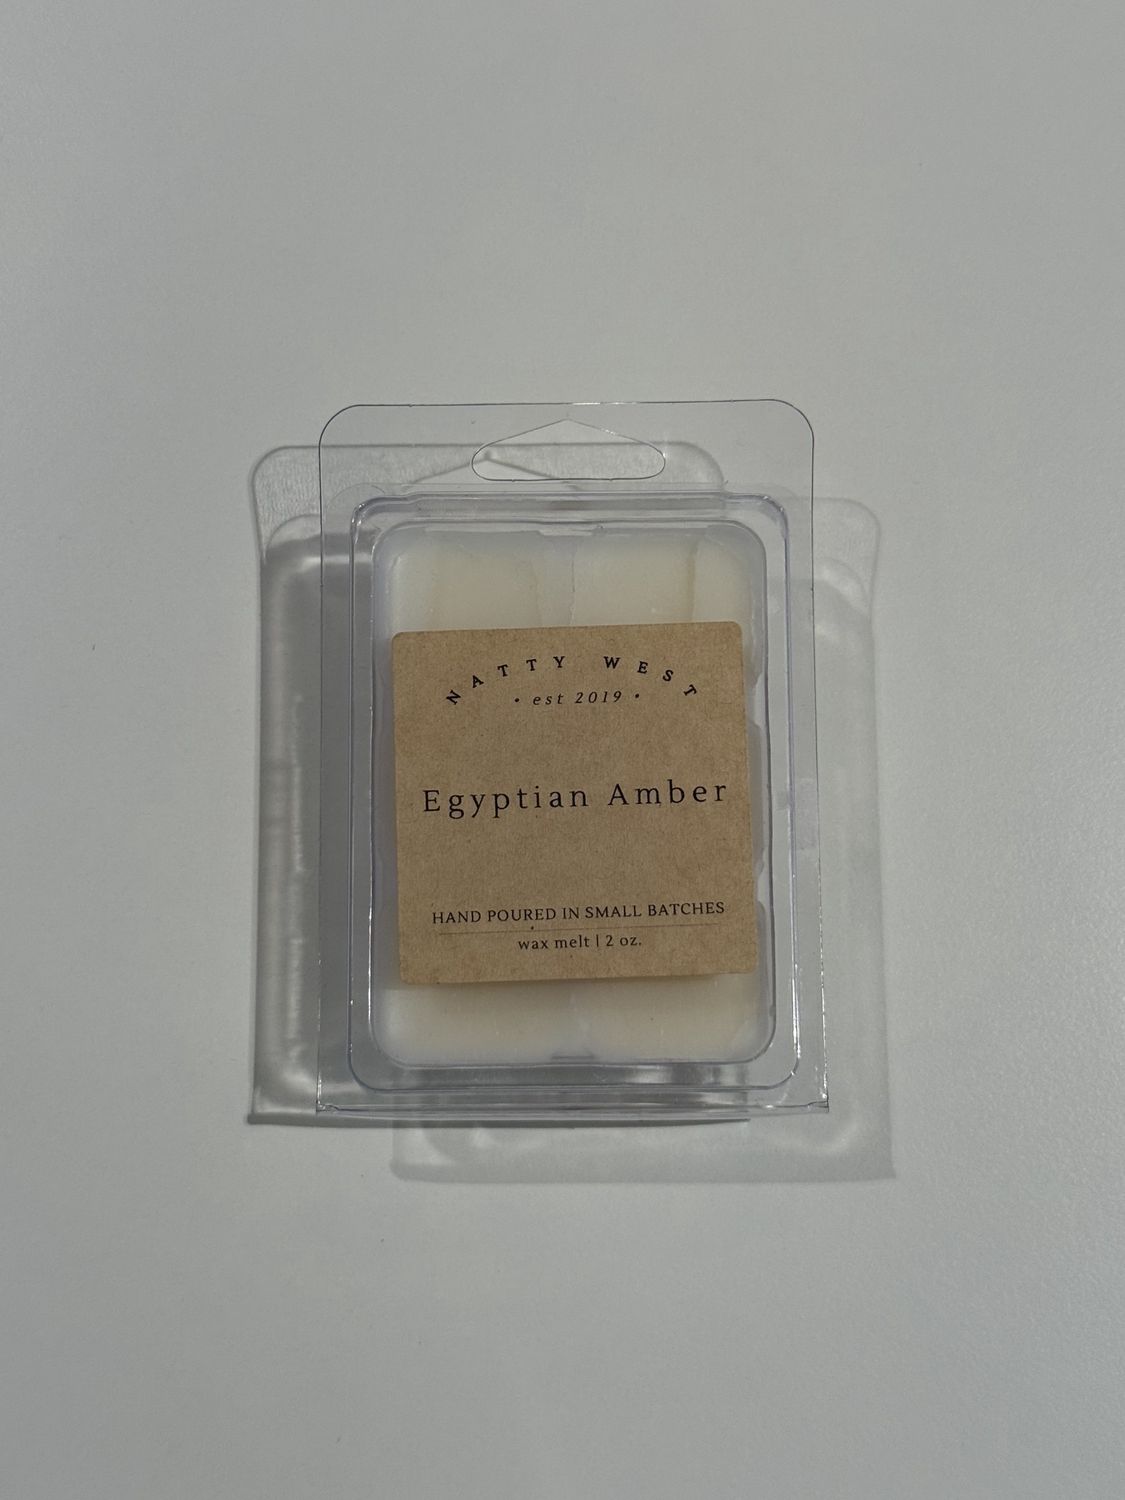 NATTY WEST
• est 2019 •
Egyptian Amber
HAND POURED IN SMALL BATCHES
wax melt | 2 oz.